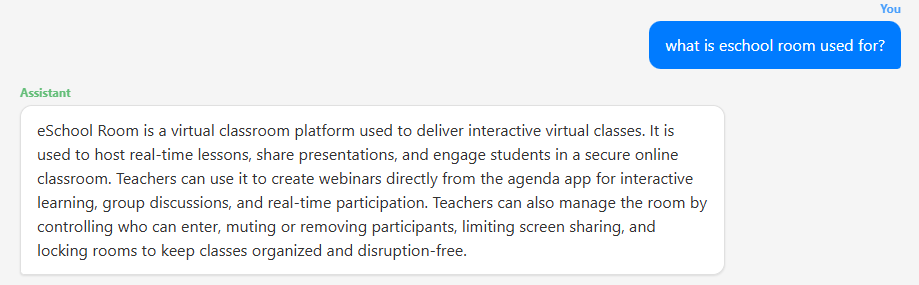 You
what is eschool room used for?
Assistant
eSchool Room is a virtual classroom platform used to deliver interactive virtual classes. It is
used to host real-time lessons, share presentations, and engage students in a secure online
classroom. Teachers can use it to create webinars directly from the agenda app for interactive
learning, group discussions, and real-time participation. Teachers can also manage the room by
controlling who can enter, muting or removing participants, limiting screen sharing, and
locking rooms to keep classes organized and disruption-free.